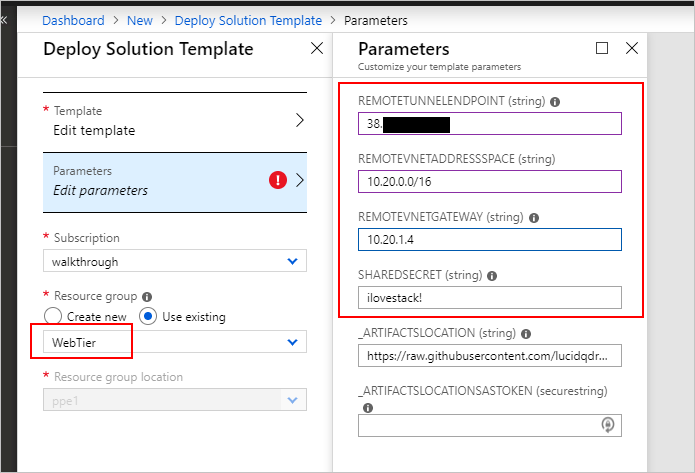 Dashboard > New > Deploy Solution Template > Parameters
Deploy Solution Template
* Template
Edit template
Parameters
Edit parameters
* Subscription
walkthrough
* Resource group
Create new Use existing
WebTier
* Resource group location
ppe1
Parameters
Customize your template parameters
REMOTETUNNELENDPOINT (string)
38.
REMOTEVNETADDRESSSPACE (string)
10.20.0.0/16
REMOTEVNETGATEWAY (string)
10.20.1.4
SHAREDSECRET (string)
ilovestack!
_ARTIFACTSLOCATION (string)
https://raw.githubusercontent.com/lucidqdr...
_ARTIFACTSLOCATIONSASTOKEN (securestring)